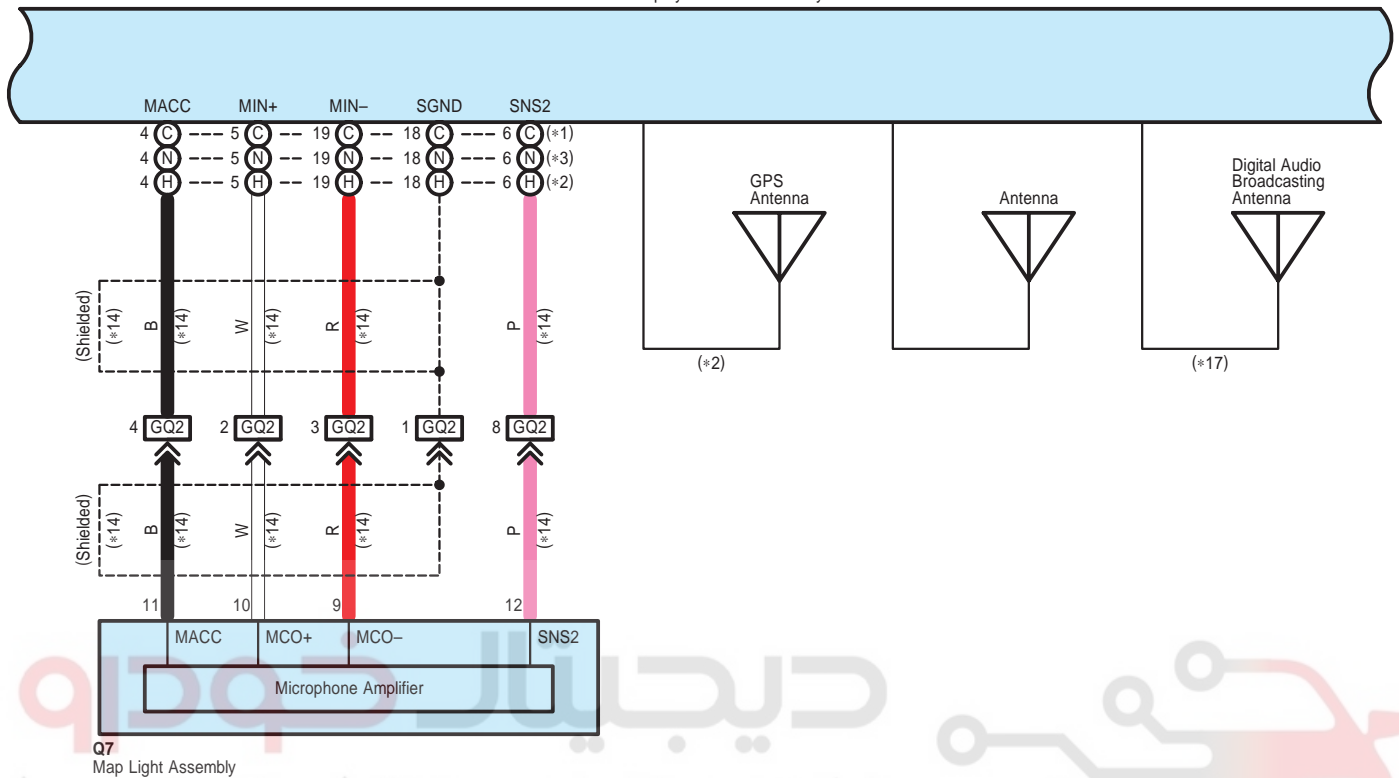 MACC MIN+ MIN– SGND SNS2
4 C 5 C 19 C 18 C 6 C (∗1)
4 N 5 N 19 N 18 N 6 N (∗3)
4 H 5 H 19 H 18 H 6 H (∗2)
GPS
Antenna
Antenna
Digital Audio
Broadcasting
Antenna
(Shielded)
(∗14)
B
(∗14)
W
(∗14)
R
(∗14)
P
(∗14)
(∗2)
(∗17)
4 GQ2 2 GQ2 3 GQ2 1 GQ2 8 GQ2
(Shielded)
(∗14)
B
(∗14)
W
(∗14)
R
(∗14)
P
(∗14)
11 10 9 12
MACC MCO+ MCO– SNS2
Microphone Amplifier
دیجیتال خودرو
Q7
Map Light Assembly